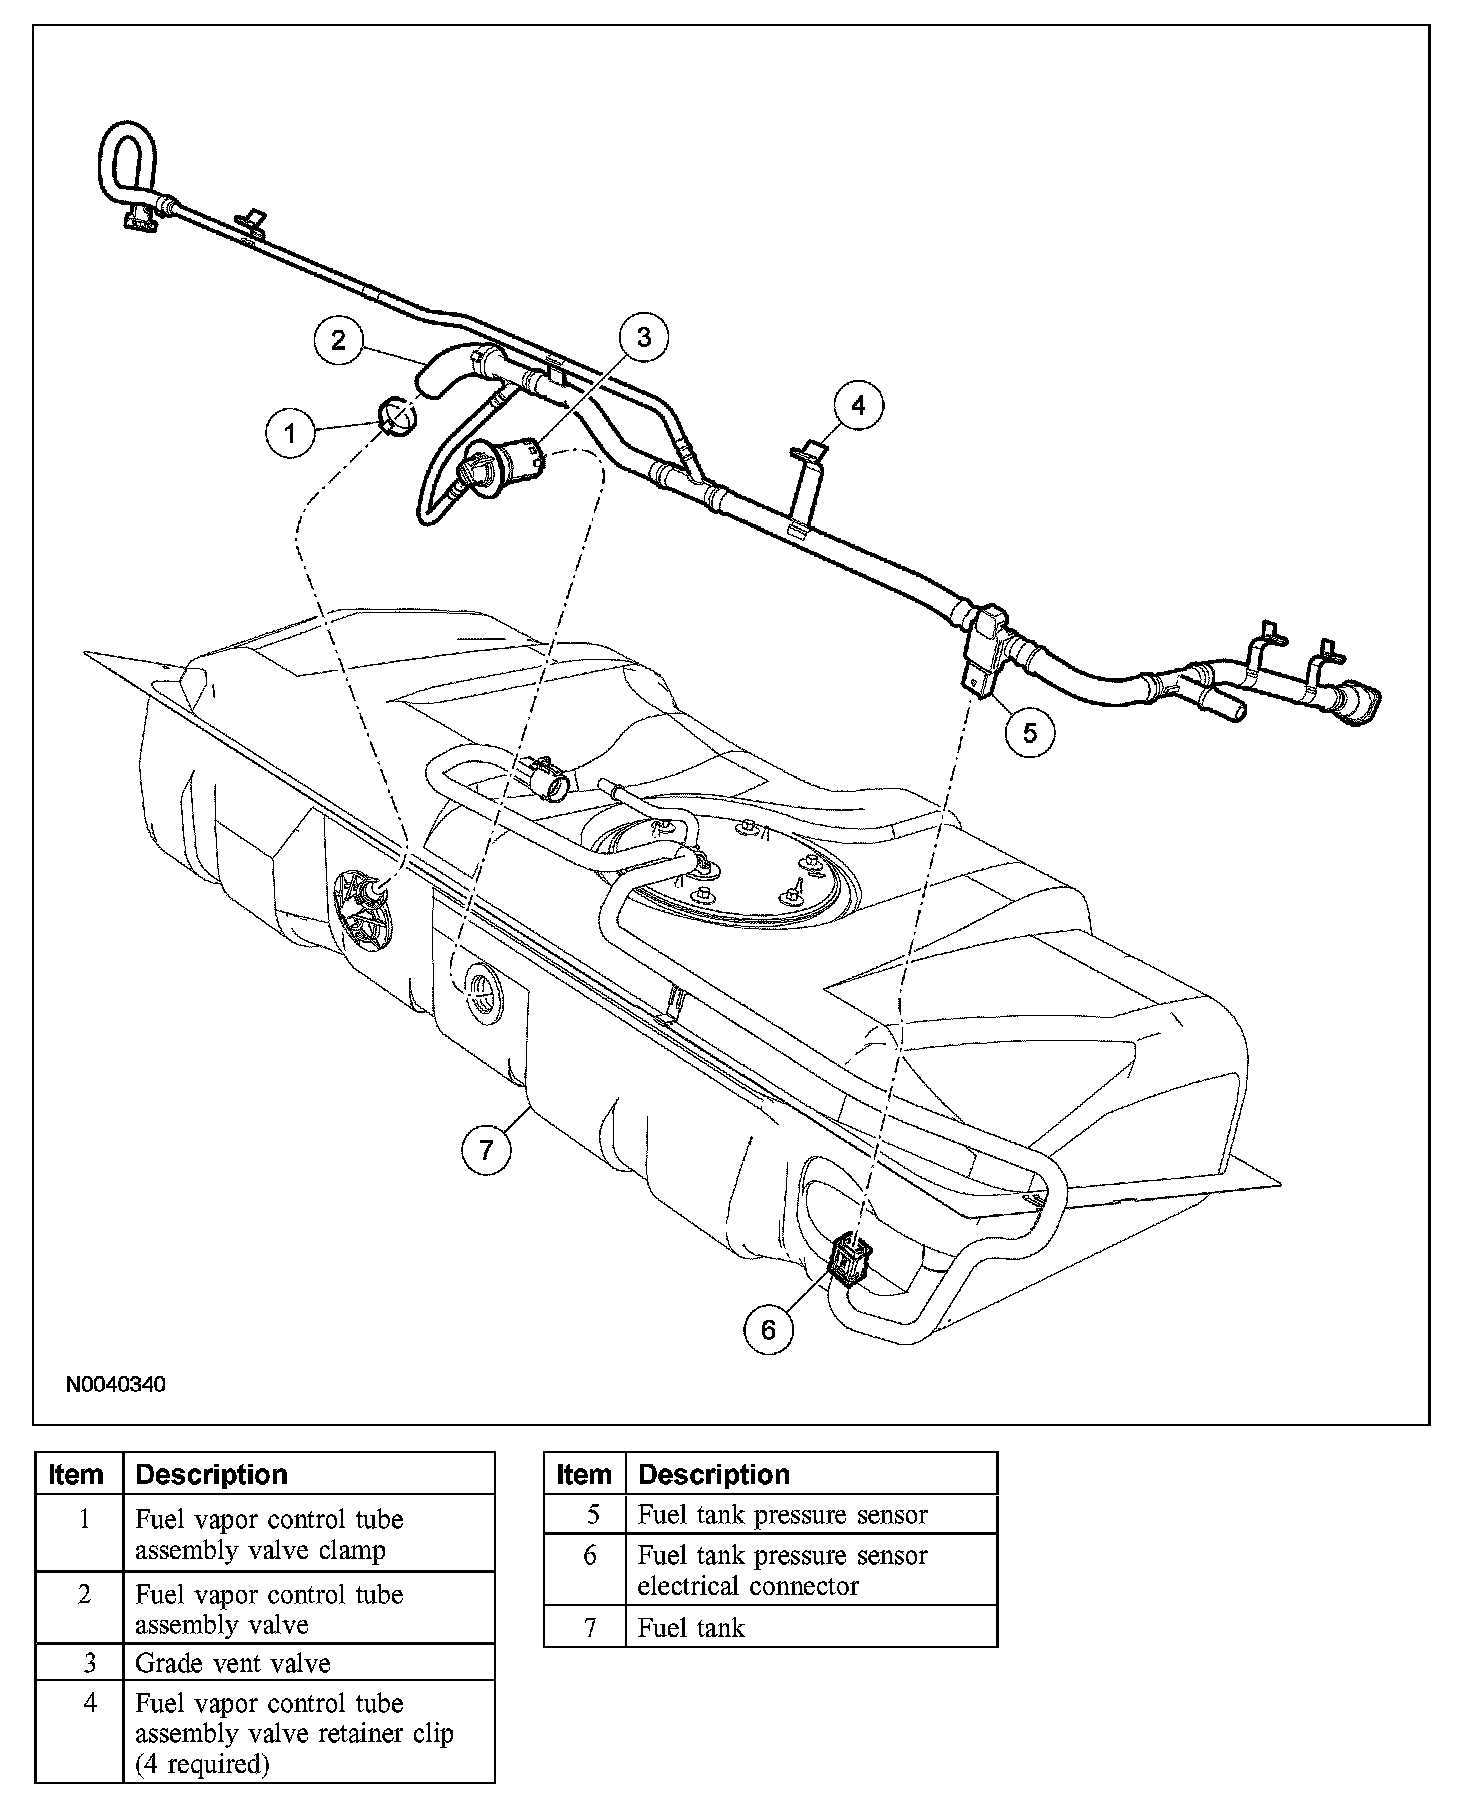 2
3
4
1
5
7
6
N0040340
Item Description
1 Fuel vapor control tube
assembly valve clamp
2 Fuel vapor control tube
assembly valve
3 Grade vent valve
4 Fuel vapor control tube
assembly valve retainer clip
(4 required)
Item Description
5 Fuel tank pressure sensor
6 Fuel tank pressure sensor
electrical connector
7 Fuel tank